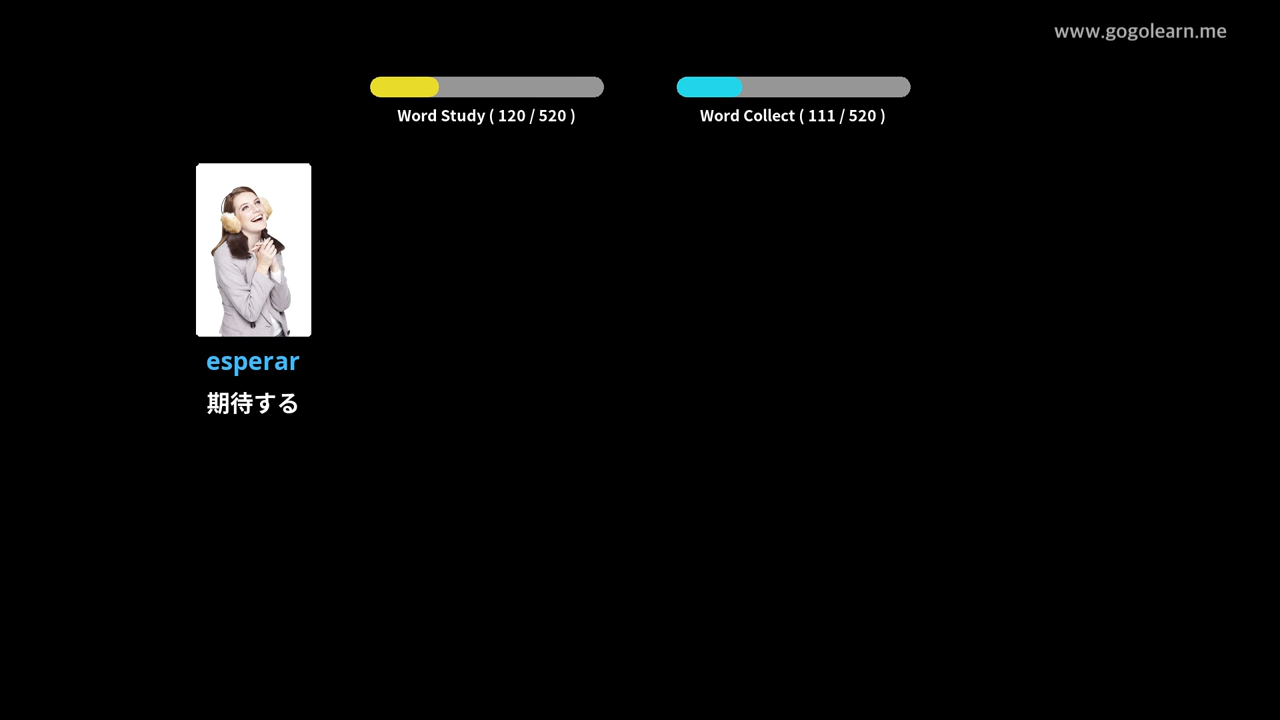 www.gogolearn.me
Word Study ( 120 / 520 )
Word Collect ( 111 / 520 )
esperar
期待する